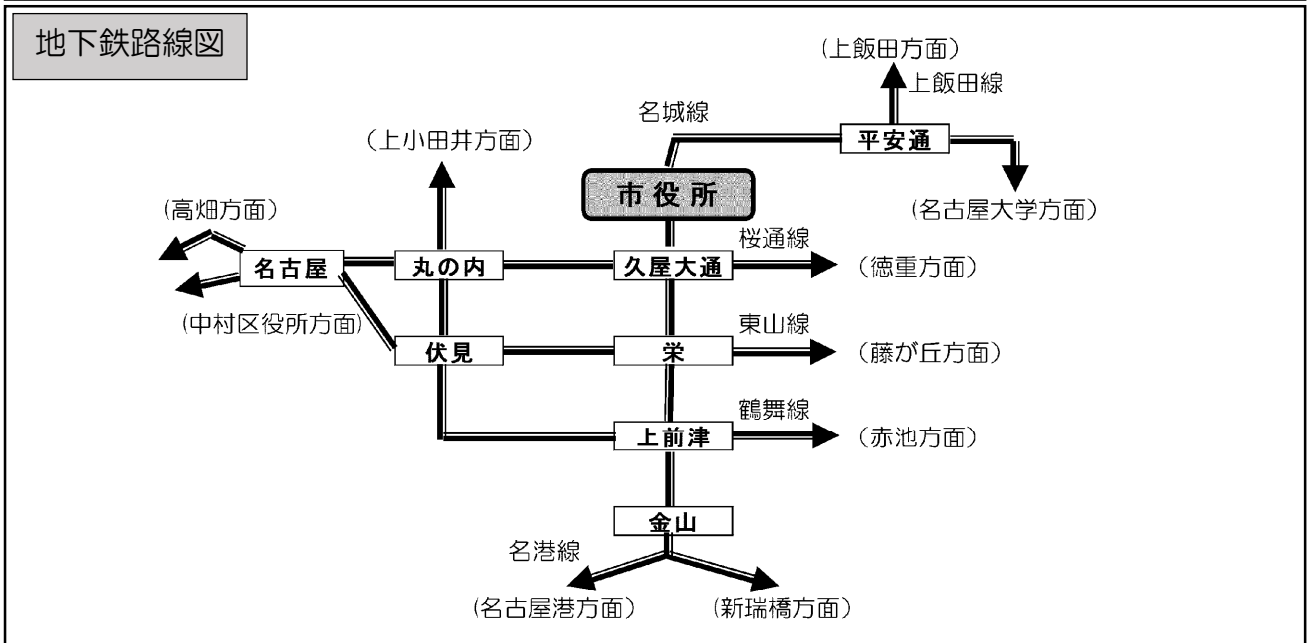 地下鉄路線図
(上飯田方面)
上飯田線
名城線
平安通
(上小田井方面)
市役所
(高畑方面)
(名古屋大学方面)
桜通線
名古屋
丸の内
久屋大通
(徳重方面)
(中村区役所方面)
東山線
伏見
栄
(藤が丘方面)
鶴舞線
上前津
(赤池方面)
金山
名港線
(名古屋港方面)
(新瑞橋方面)